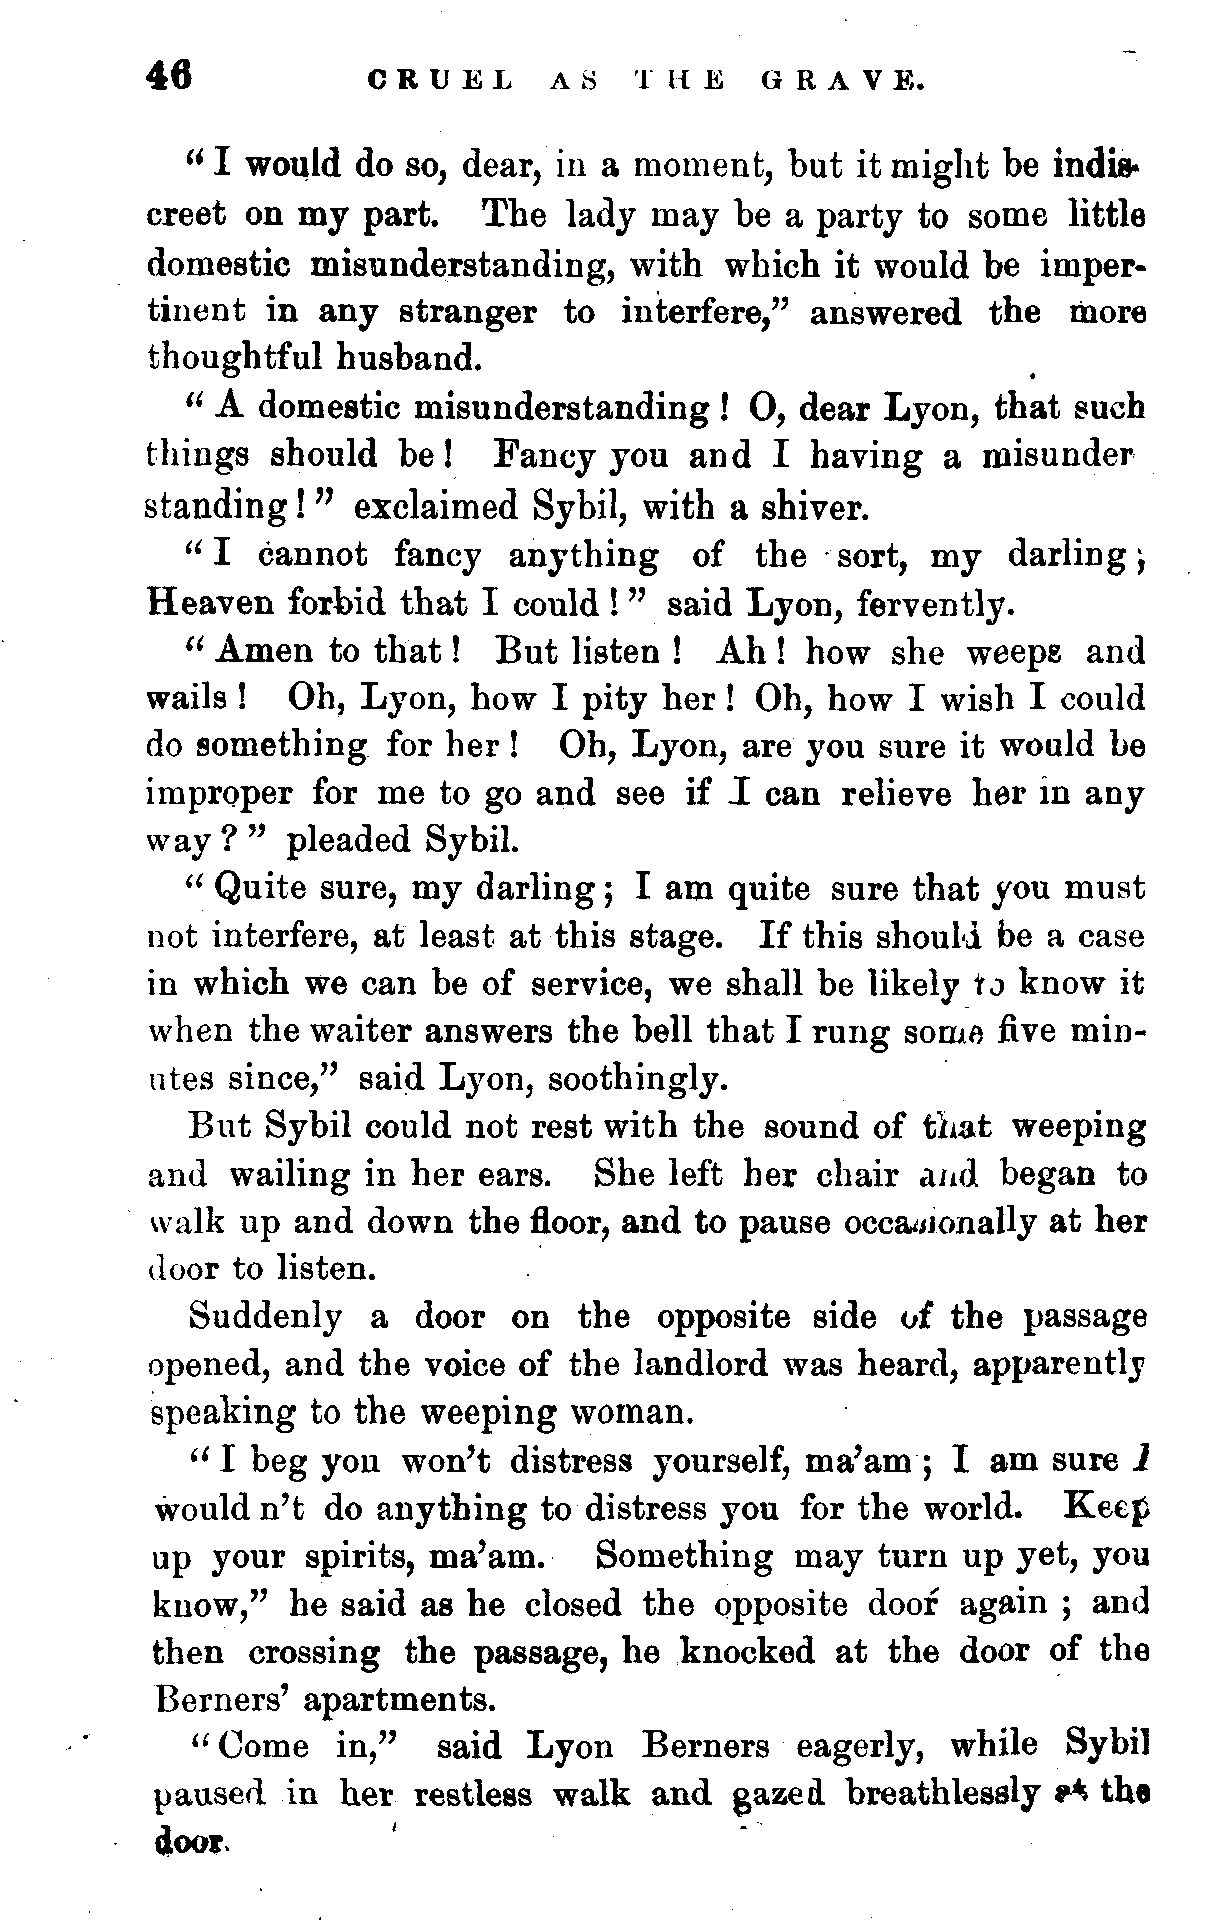 46 CRUEL AS THE GRAVE.
"I would do so, dear, in a moment, but it might be indis-
creet on my part. The lady may be a party to some little
domestic misunderstanding, with which it would be imper-
tinent in any stranger to interfere," answered the more
thoughtful husband.
"A domestic misunderstanding! O, dear Lyon, that such
things should be! Fancy you and I having a misunder
standing!" exclaimed Sybil, with a shiver.
"I cannot fancy anything of the sort, my darling;
Heaven forbid that I could!" said Lyon, fervently.
"Amen to that! But listen! Ah! how she weeps and
wails! Oh, Lyon, how I pity her! Oh, how I wish I could
do something for her! Oh, Lyon, are you sure it would be
improper for me to go and see if I can relieve her in any
way?" pleaded Sybil.
"Quite sure, my darling; I am quite sure that you must
not interfere, at least at this stage. If this should be a case
in which we can be of service, we shall be likely to know it
when the waiter answers the bell that I rung some five min-
utes since," said Lyon, soothingly.
But Sybil could not rest with the sound of that weeping
and wailing in her ears. She left her chair and began to
walk up and down the floor, and to pause occasionally at her
door to listen.
Suddenly a door on the opposite side of the passage
opened, and the voice of the landlord was heard, apparently
speaking to the weeping woman.
"I beg you won't distress yourself, ma'am; I am sure I
would n't do anything to distress you for the world. Keep
up your spirits, ma'am. Something may turn up yet, you
know," he said as he closed the opposite door again; and
then crossing the passage, he knocked at the door of the
Berners' apartments.
"Come in," said Lyon Berners eagerly, while Sybil
paused in her restless walk and gazed breathlessly at the
door.